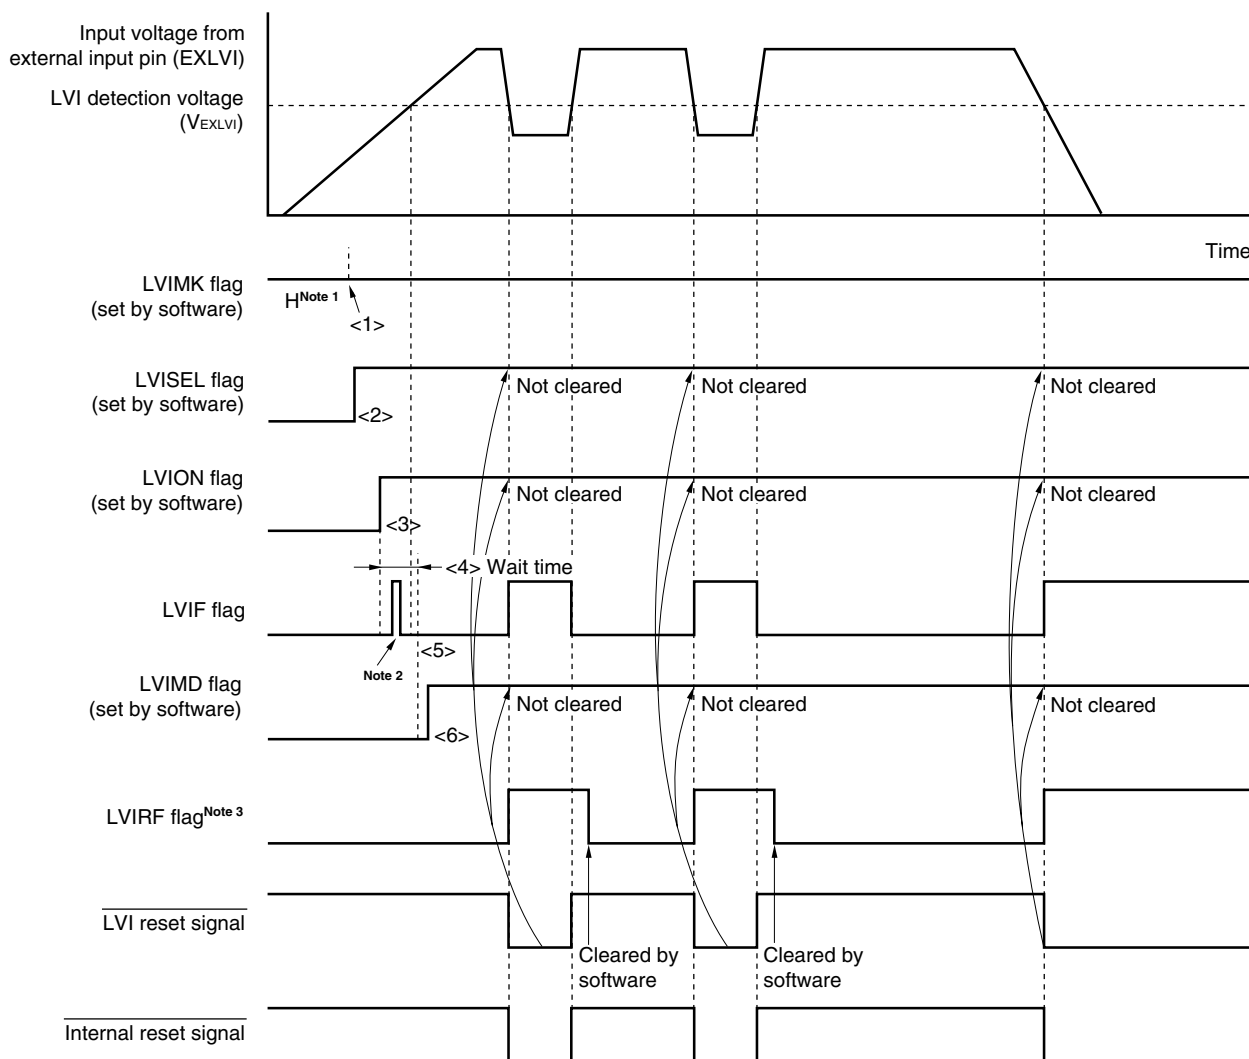 Input voltage from
external input pin (EXLVI)
LVI detection voltage
(VEXLVI)
Time
LVIMK flag
(set by software)
HNote 1
<1>
LVISEL flag
(set by software)
<2>
Not cleared
Not cleared
Not cleared
LVION flag
(set by software)
<3>
Not cleared
Not cleared
Not cleared
<4> Wait time
LVIF flag
Note 2
<5>
LVIMD flag
(set by software)
<6>
Not cleared
Not cleared
Not cleared
LVIRF flagNote 3
LVI reset signal
Cleared by
software
Cleared by
software
Internal reset signal